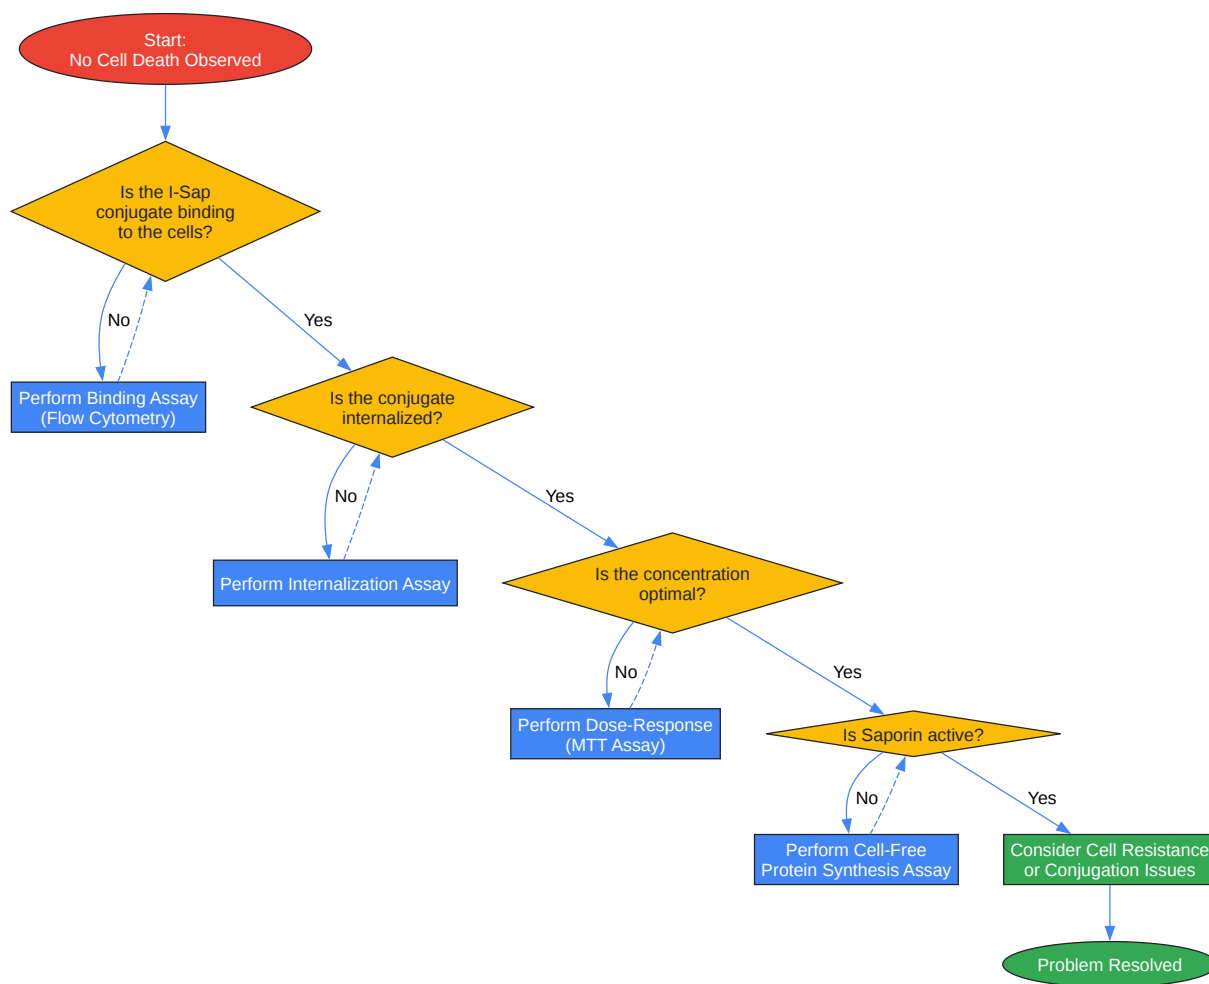 Start:
No Cell Death Observed
Is the I-Sap
conjugate binding
to the cells?
No
Yes
Perform Binding Assay
(Flow Cytometry)
Is the conjugate
internalized?
No
Yes
Perform Internalization Assay
Is the concentration
optimal?
No
Yes
Perform Dose-Response
(MTT Assay)
Is Saporin active?
No
Yes
Perform Cell-Free
Protein Synthesis Assay
Consider Cell Resistance
or Conjugation Issues
Problem Resolved